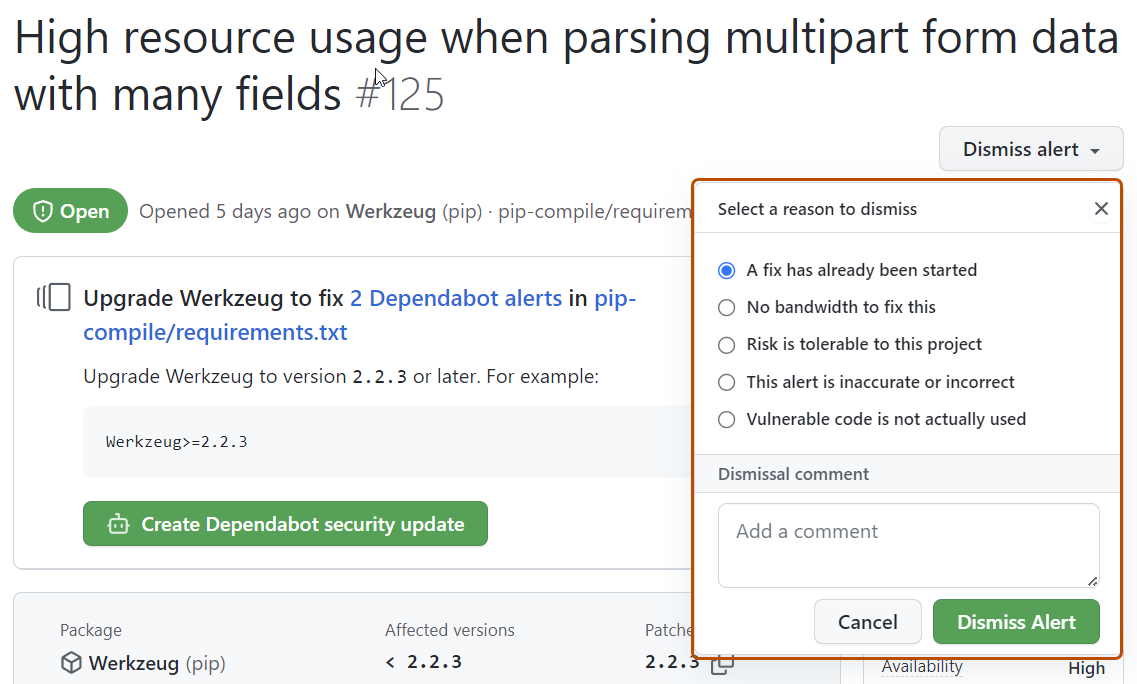 High resource usage when parsing multipart form data
with many fields #125
Dismiss alert
Open
Opened 5 days ago on Werkzeug (pip) · pip-compile/requirem
Select a reason to dismiss
A fix has already been started
No bandwidth to fix this
Risk is tolerable to this project
This alert is inaccurate or incorrect
Vulnerable code is not actually used
Dismissal comment
Add a comment
Cancel
Dismiss Alert
Upgrade Werkzeug to fix 2 Dependabot alerts in pip-
compile/requirements.txt
Upgrade Werkzeug to version 2.2.3 or later. For example:
Werkzeug>=2.2.3
Create Dependabot security update
Package
Werkzeug (pip)
Affected versions
< 2.2.3
Patche
2.2.3
Availability
High